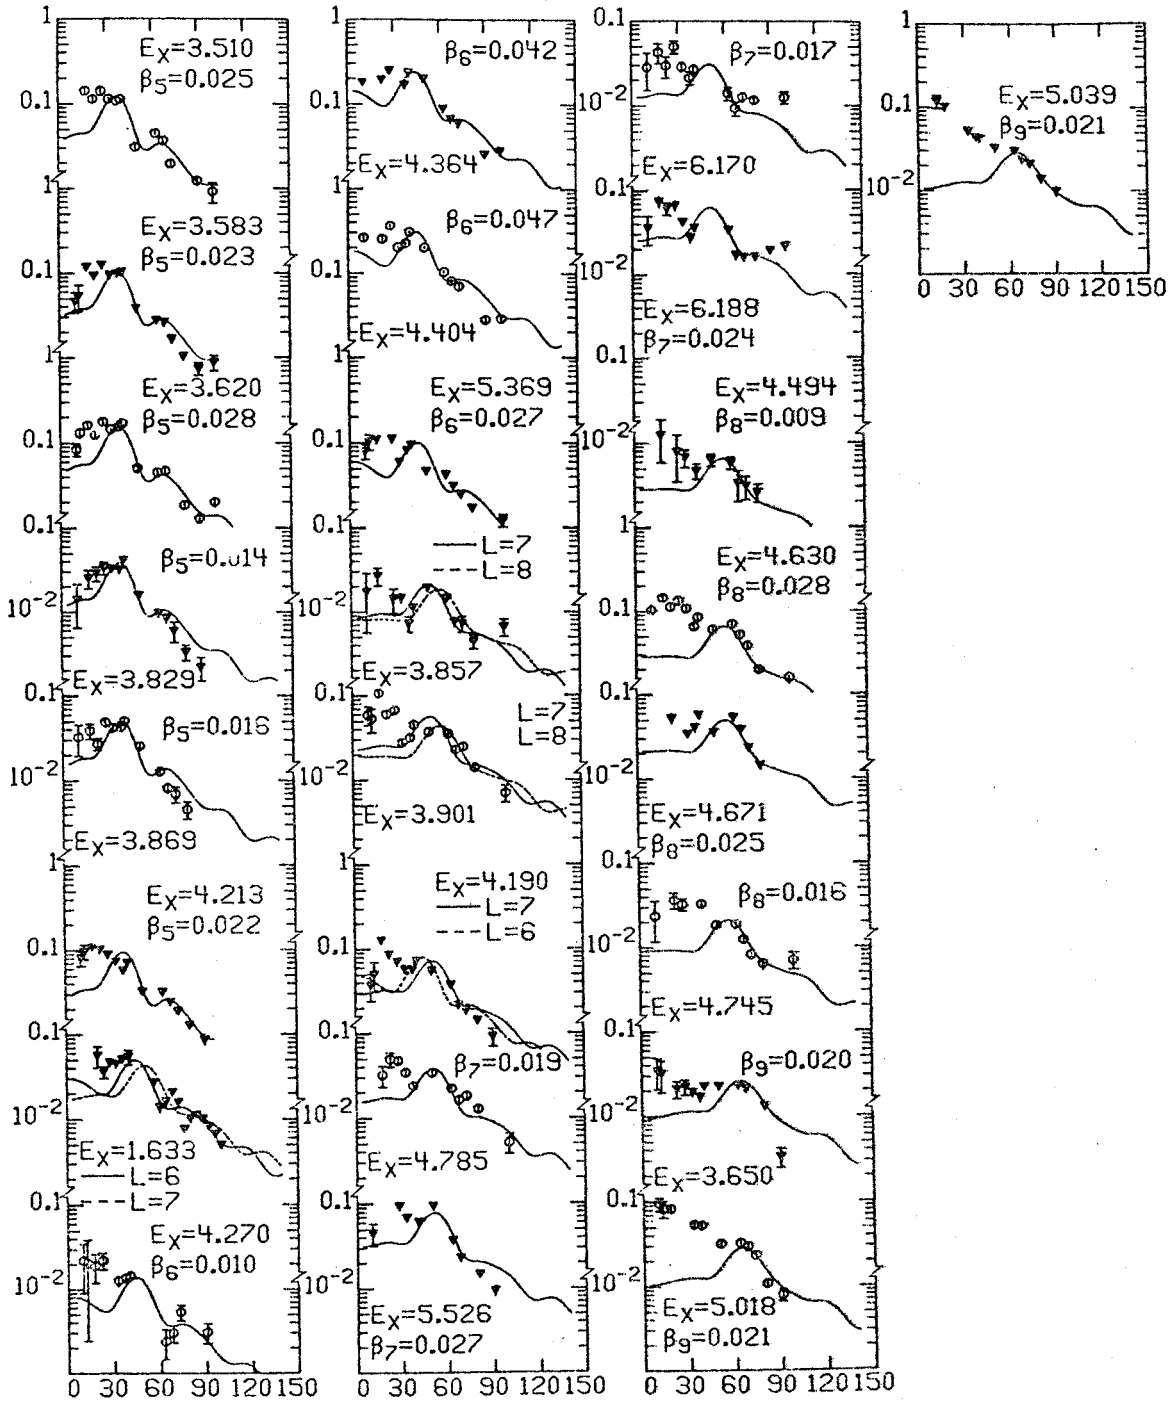 1
Eₓ=3.510
β₅=0.025
0.1
1
Eₓ=3.583
β₅=0.023
0.1
1
Eₓ=3.620
β₅=0.028
0.1
0.1
10⁻²
Eₓ=3.829
0.1
β₅=0.016
10⁻²
Eₓ=3.869
1
Eₓ=4.213
β₅=0.022
0.1
0.1
10⁻²
Eₓ=1.633
L=6
L=7
0.1
Eₓ=4.270
β₆=0.010
10⁻²
0 30 60 90 120 150
1
β₆=0.042
0.1
Eₓ=4.364
1
β₆=0.047
0.1
Eₓ=4.404
1
Eₓ=5.369
β₆=0.027
0.1
0.1
L=7
L=8
10⁻²
Eₓ=3.857
0.1
L=7
L=8
10⁻²
Eₓ=3.901
1
Eₓ=4.190
L=7
L=6
0.1
0.1
β₇=0.019
10⁻²
Eₓ=4.785
0.1
10⁻²
Eₓ=5.526
β₇=0.027
0 30 60 90 120 150
0.1
β₇=0.017
10⁻²
Eₓ=6.170
0.1
10⁻²
Eₓ=6.188
β₇=0.024
0.1
Eₓ=4.494
β₈=0.009
10⁻²
1
Eₓ=4.630
β₈=0.028
0.1
0.1
10⁻²
Eₓ=4.671
β₈=0.025
0.1
β₈=0.016
10⁻²
Eₓ=4.745
0.1
β₉=0.020
10⁻²
Eₓ=3.650
0.1
10⁻²
Eₓ=5.018
β₉=0.021
0 30 60 90 120 150
1
0.1
Eₓ=5.039
β₉=0.021
10⁻²
0 30 60 90 120 150